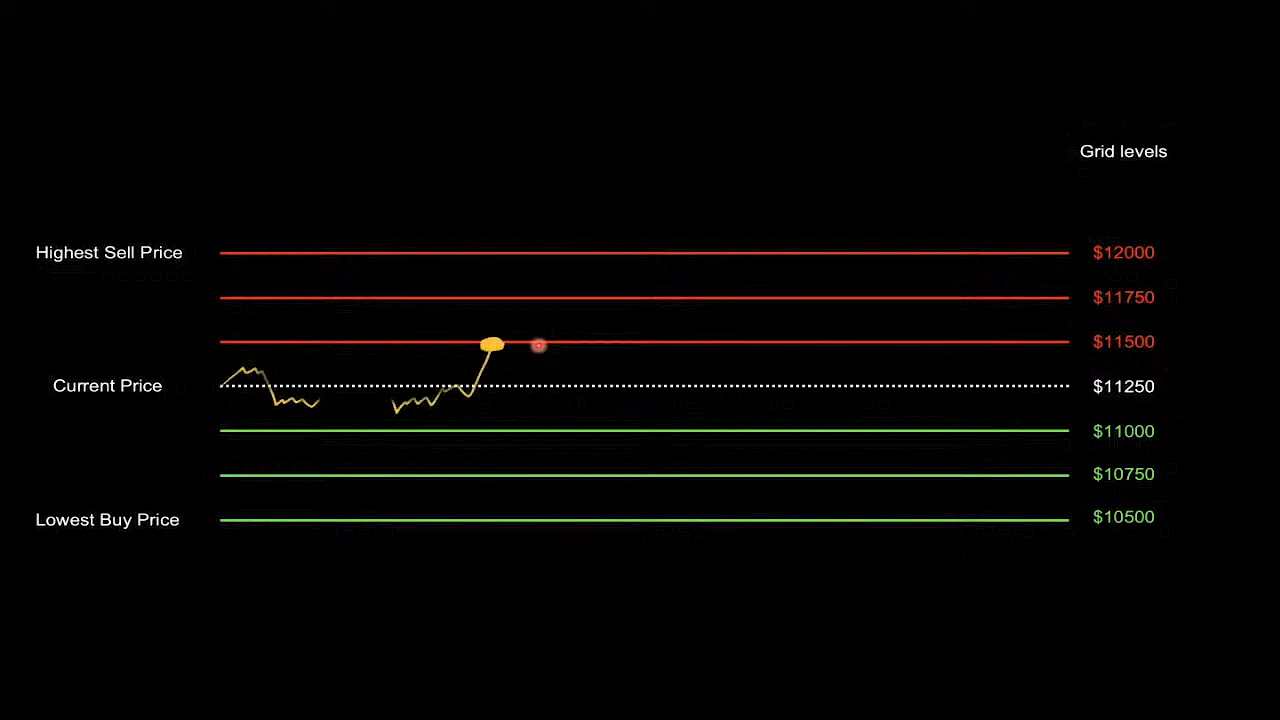 Grid levels
Highest Sell Price $12000
$11750
$11500
Current Price $11250
$11000
$10750
Lowest Buy Price $10500